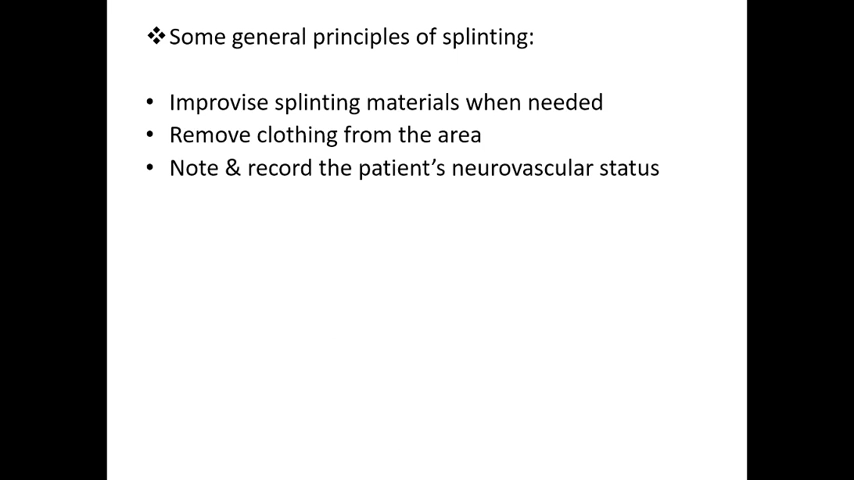 ❖Some general principles of splinting:
• Improvise splinting materials when needed
• Remove clothing from the area
• Note & record the patient’s neurovascular status